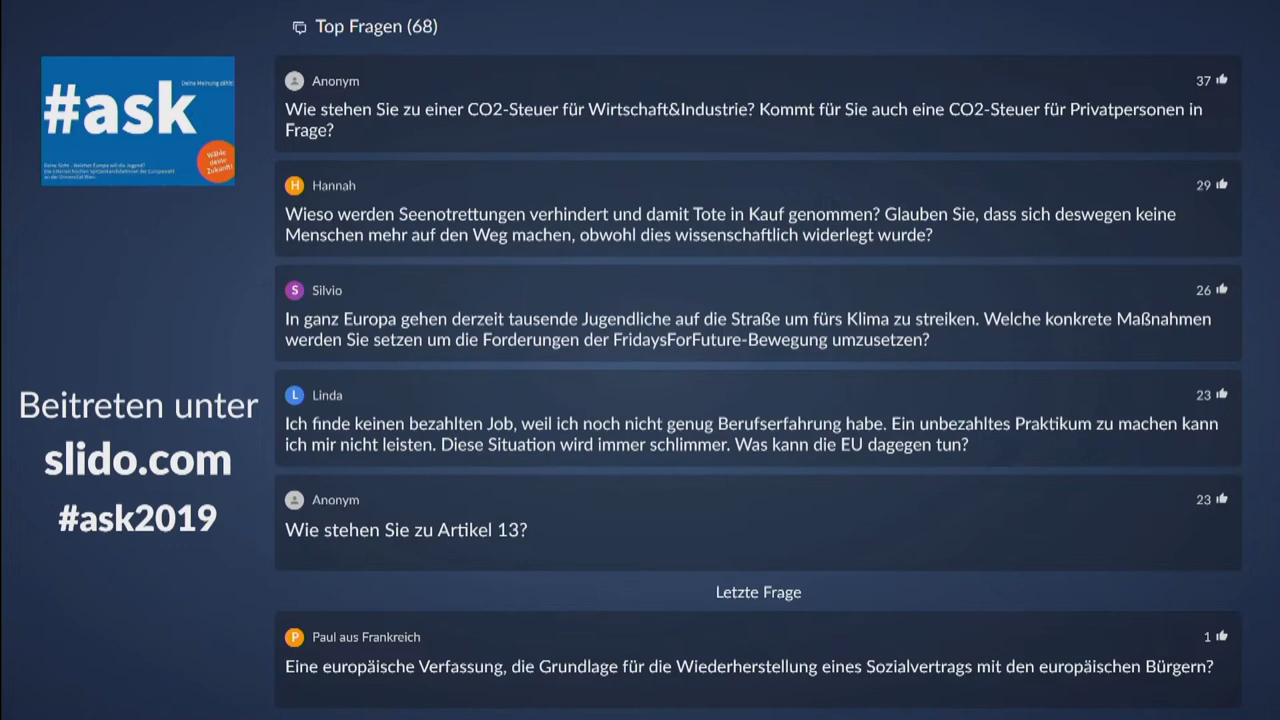 Top Fragen (68)
#ask
Deine Meinung zählt!
Wähle
deine
Zukunft!
Anonym
37
Wie stehen Sie zu einer CO2-Steuer für Wirtschaft&Industrie? Kommt für Sie auch eine CO2-Steuer für Privatpersonen in
Frage?
H
Hannah
29
Wieso werden Seenotrettungen verhindert und damit Tote in Kauf genommen? Glauben Sie, dass sich deswegen keine
Menschen mehr auf den Weg machen, obwohl dies wissenschaftlich widerlegt wurde?
S
Silvio
26
In ganz Europa gehen derzeit tausende Jugendliche auf die Straße um fürs Klima zu streiken. Welche konkrete Maßnahmen
werden Sie setzen um die Forderungen der FridaysForFuture-Bewegung umzusetzen?
L
Linda
23
Ich finde keinen bezahlten Job, weil ich noch nicht genug Berufserfahrung habe. Ein unbezahltes Praktikum zu machen kann
ich mir nicht leisten. Diese Situation wird immer schlimmer. Was kann die EU dagegen tun?
Anonym
23
Wie stehen Sie zu Artikel 13?
Letzte Frage
P
Paul aus Frankreich
1
Eine europäische Verfassung, die Grundlage für die Wiederherstellung eines Sozialvertrags mit den europäischen Bürgern?
Beitreten unter
slido.com
#ask2019